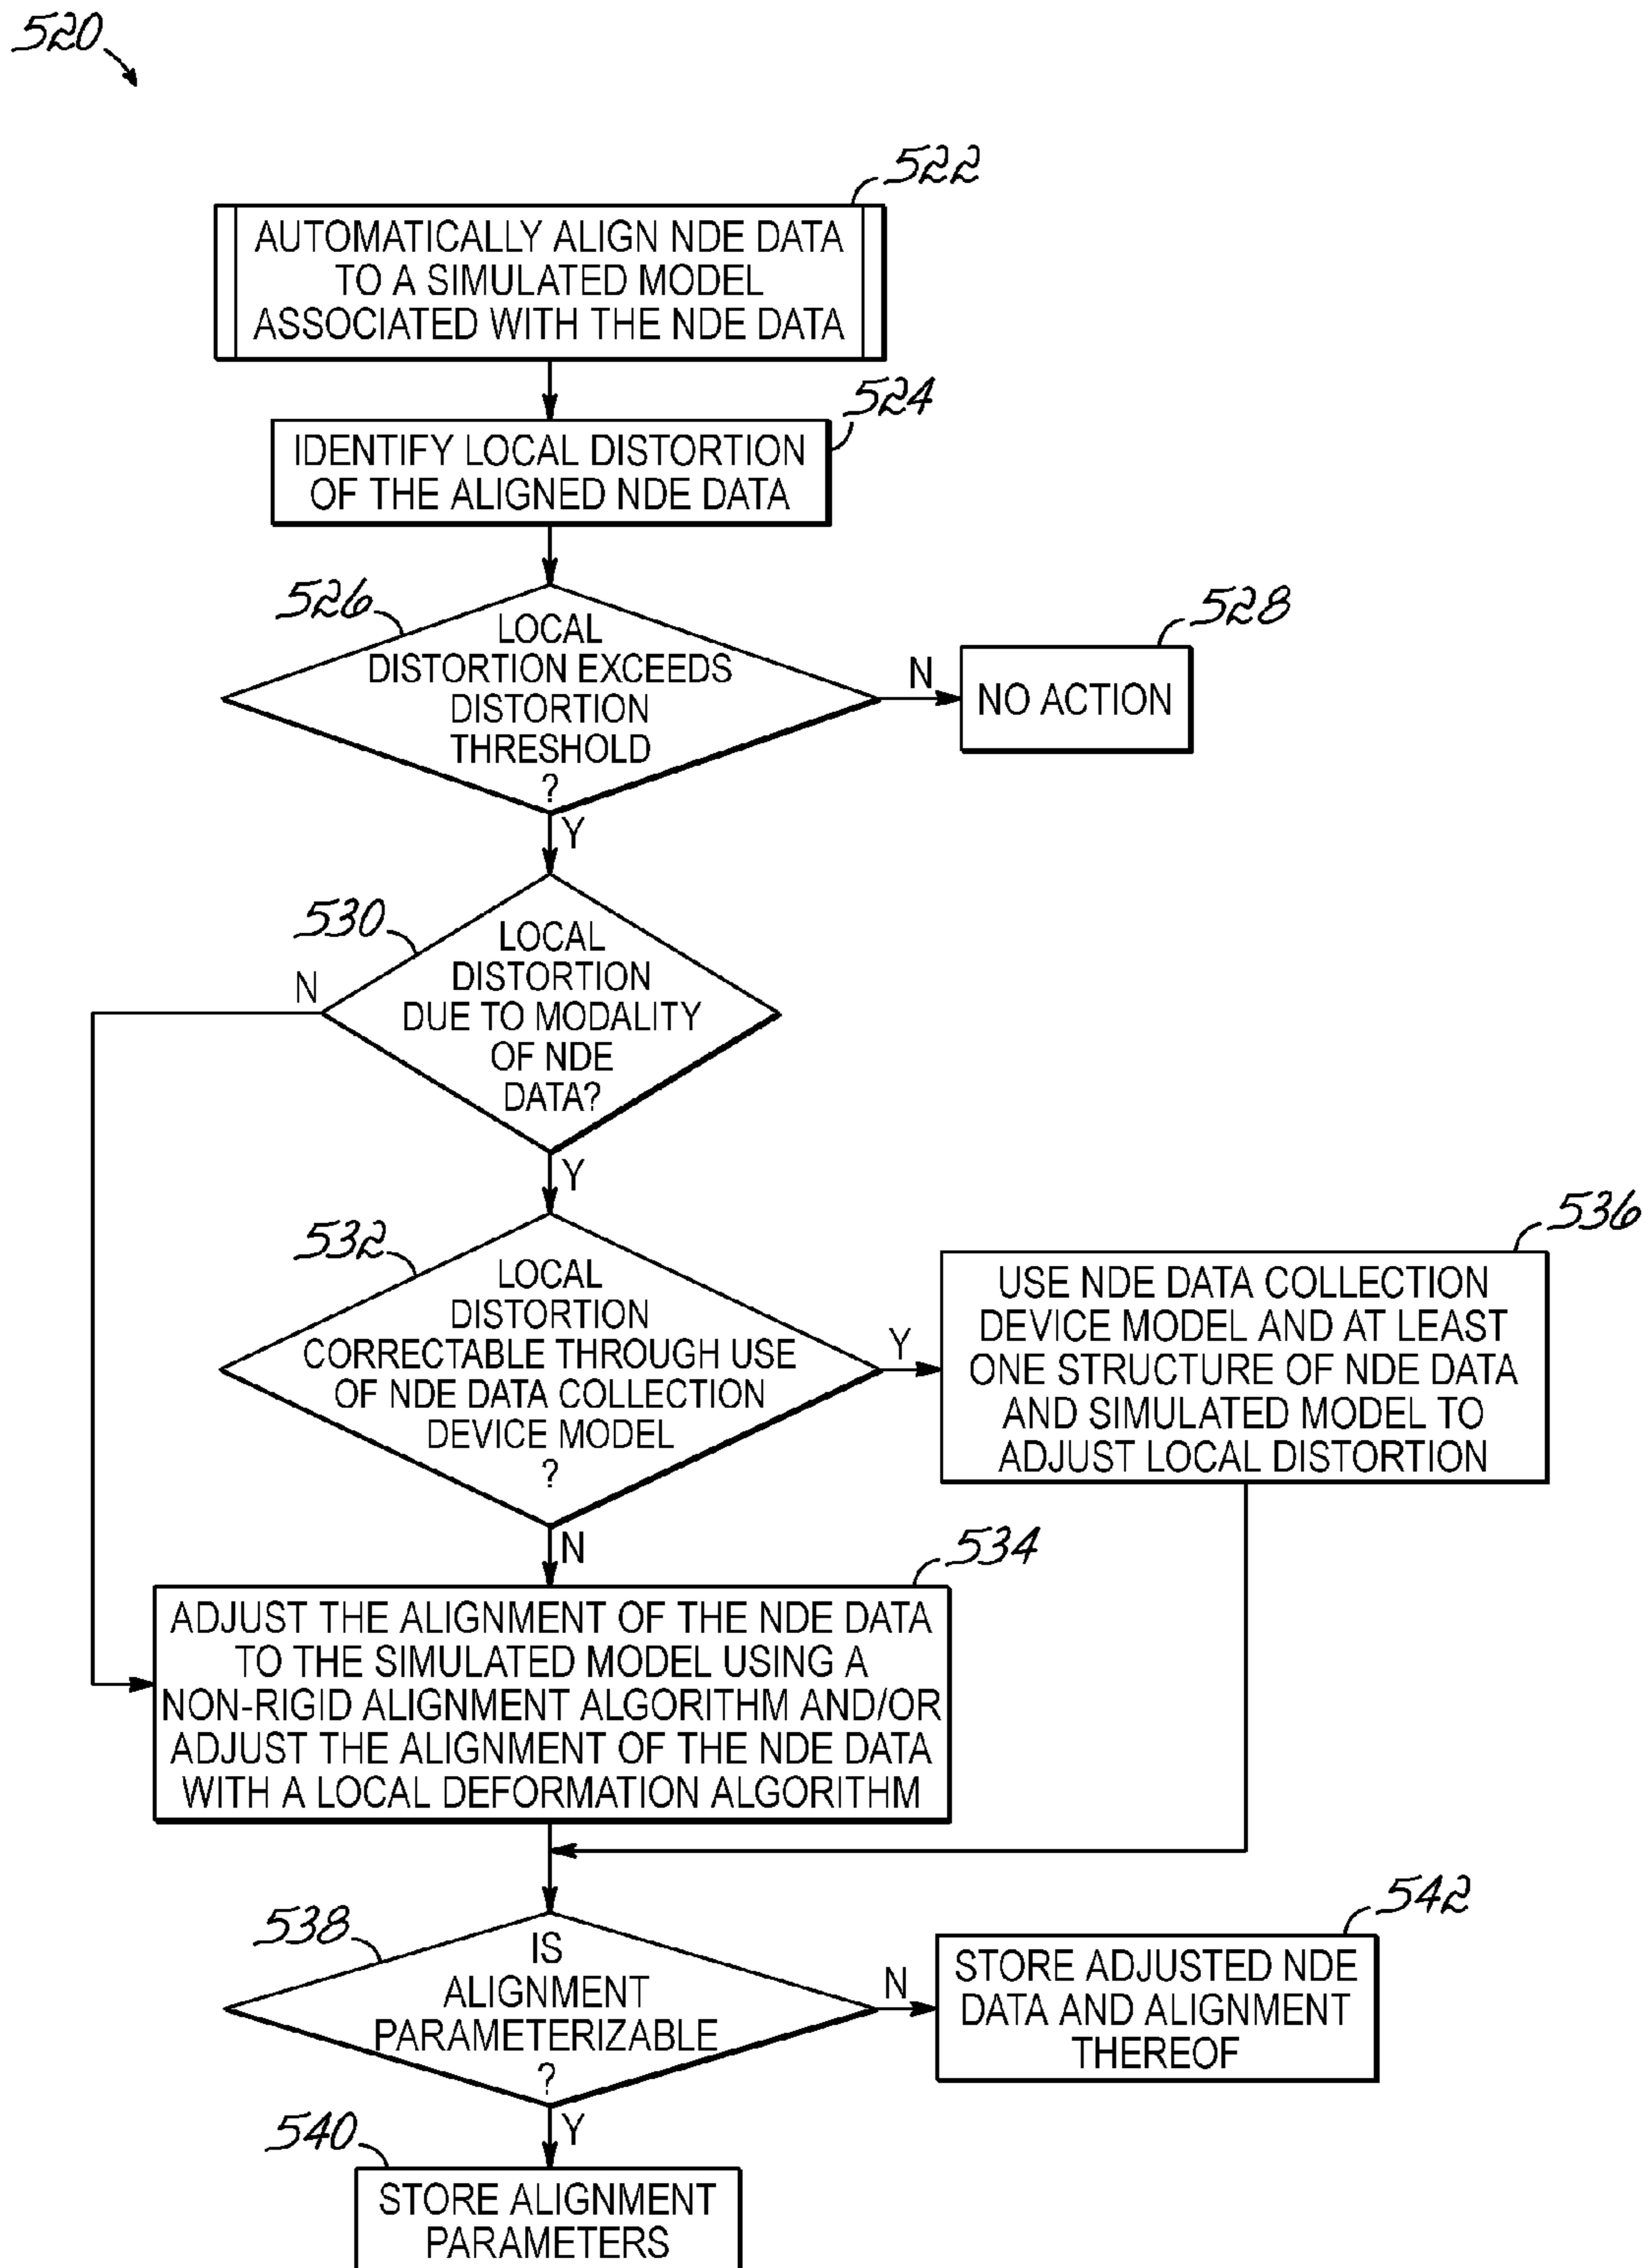 520
522
AUTOMATICALLY ALIGN NDE DATA
TO A SIMULATED MODEL
ASSOCIATED WITH THE NDE DATA
524
IDENTIFY LOCAL DISTORTION
OF THE ALIGNED NDE DATA
526
LOCAL
DISTORTION EXCEEDS
DISTORTION
THRESHOLD
?
N
528
NO ACTION
Y
530
LOCAL
DISTORTION
DUE TO MODALITY
OF NDE
DATA?
N
Y
532
LOCAL
DISTORTION
CORRECTABLE THROUGH USE
OF NDE DATA COLLECTION
DEVICE MODEL
?
Y
536
USE NDE DATA COLLECTION
DEVICE MODEL AND AT LEAST
ONE STRUCTURE OF NDE DATA
AND SIMULATED MODEL TO
ADJUST LOCAL DISTORTION
N
534
ADJUST THE ALIGNMENT OF THE NDE DATA
TO THE SIMULATED MODEL USING A
NON-RIGID ALIGNMENT ALGORITHM AND/OR
ADJUST THE ALIGNMENT OF THE NDE DATA
WITH A LOCAL DEFORMATION ALGORITHM
538
IS
ALIGNMENT
PARAMETERIZABLE
?
N
542
STORE ADJUSTED NDE
DATA AND ALIGNMENT
THEREOF
Y
540
STORE ALIGNMENT
PARAMETERS